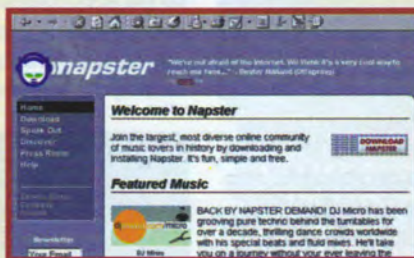 napster
"We're not afraid of the Internet. We think it's a very cool way to
reach our fans..." - Dexter Holland (Offspring)
Home
Download
Speak Out
Discover
Press Room
Help
Company
Welcome to Napster
Join the largest, most diverse online community
of music lovers in history by downloading and
installing Napster. It's fun, simple and free.
DOWNLOAD
NAPSTER
Featured Music
BACK BY NAPSTER DEMAND! DJ Micro has been
grooving pure techno behind the turntables for
over a decade, thrilling dance crowds worldwide
with his special beats and fluid mixes. He'll take
you on a journey without your ever leaving the
micro
DJ Micro
Newsletter
Your Email